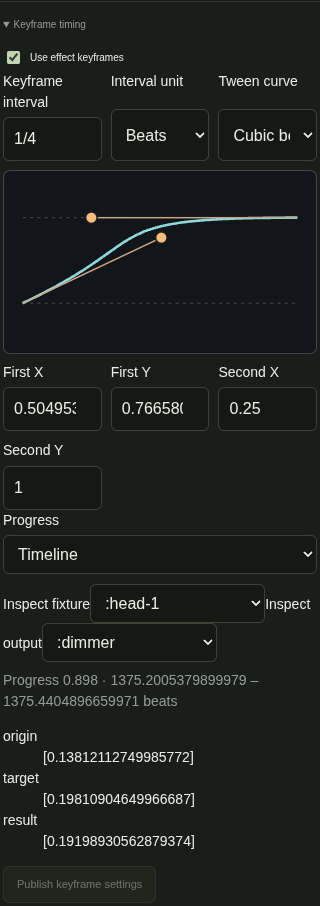 ▼ Keyframe timing
Use effect keyframes
Keyframe interval
Interval unit
Tween curve
1/4
Beats
Cubic
First X
First Y
Second X
0.504953
0.76658
0.25
Second Y
1
Progress
Timeline
Inspect fixture :head-1 Inspect
output :dimmer
Progress 0.898 · 1375.2005379899979 –
1375.4404896659971 beats
origin
[0.13812112749985772]
target
[0.19810904649966687]
result
[0.19198930562879374]
Publish keyframe settings